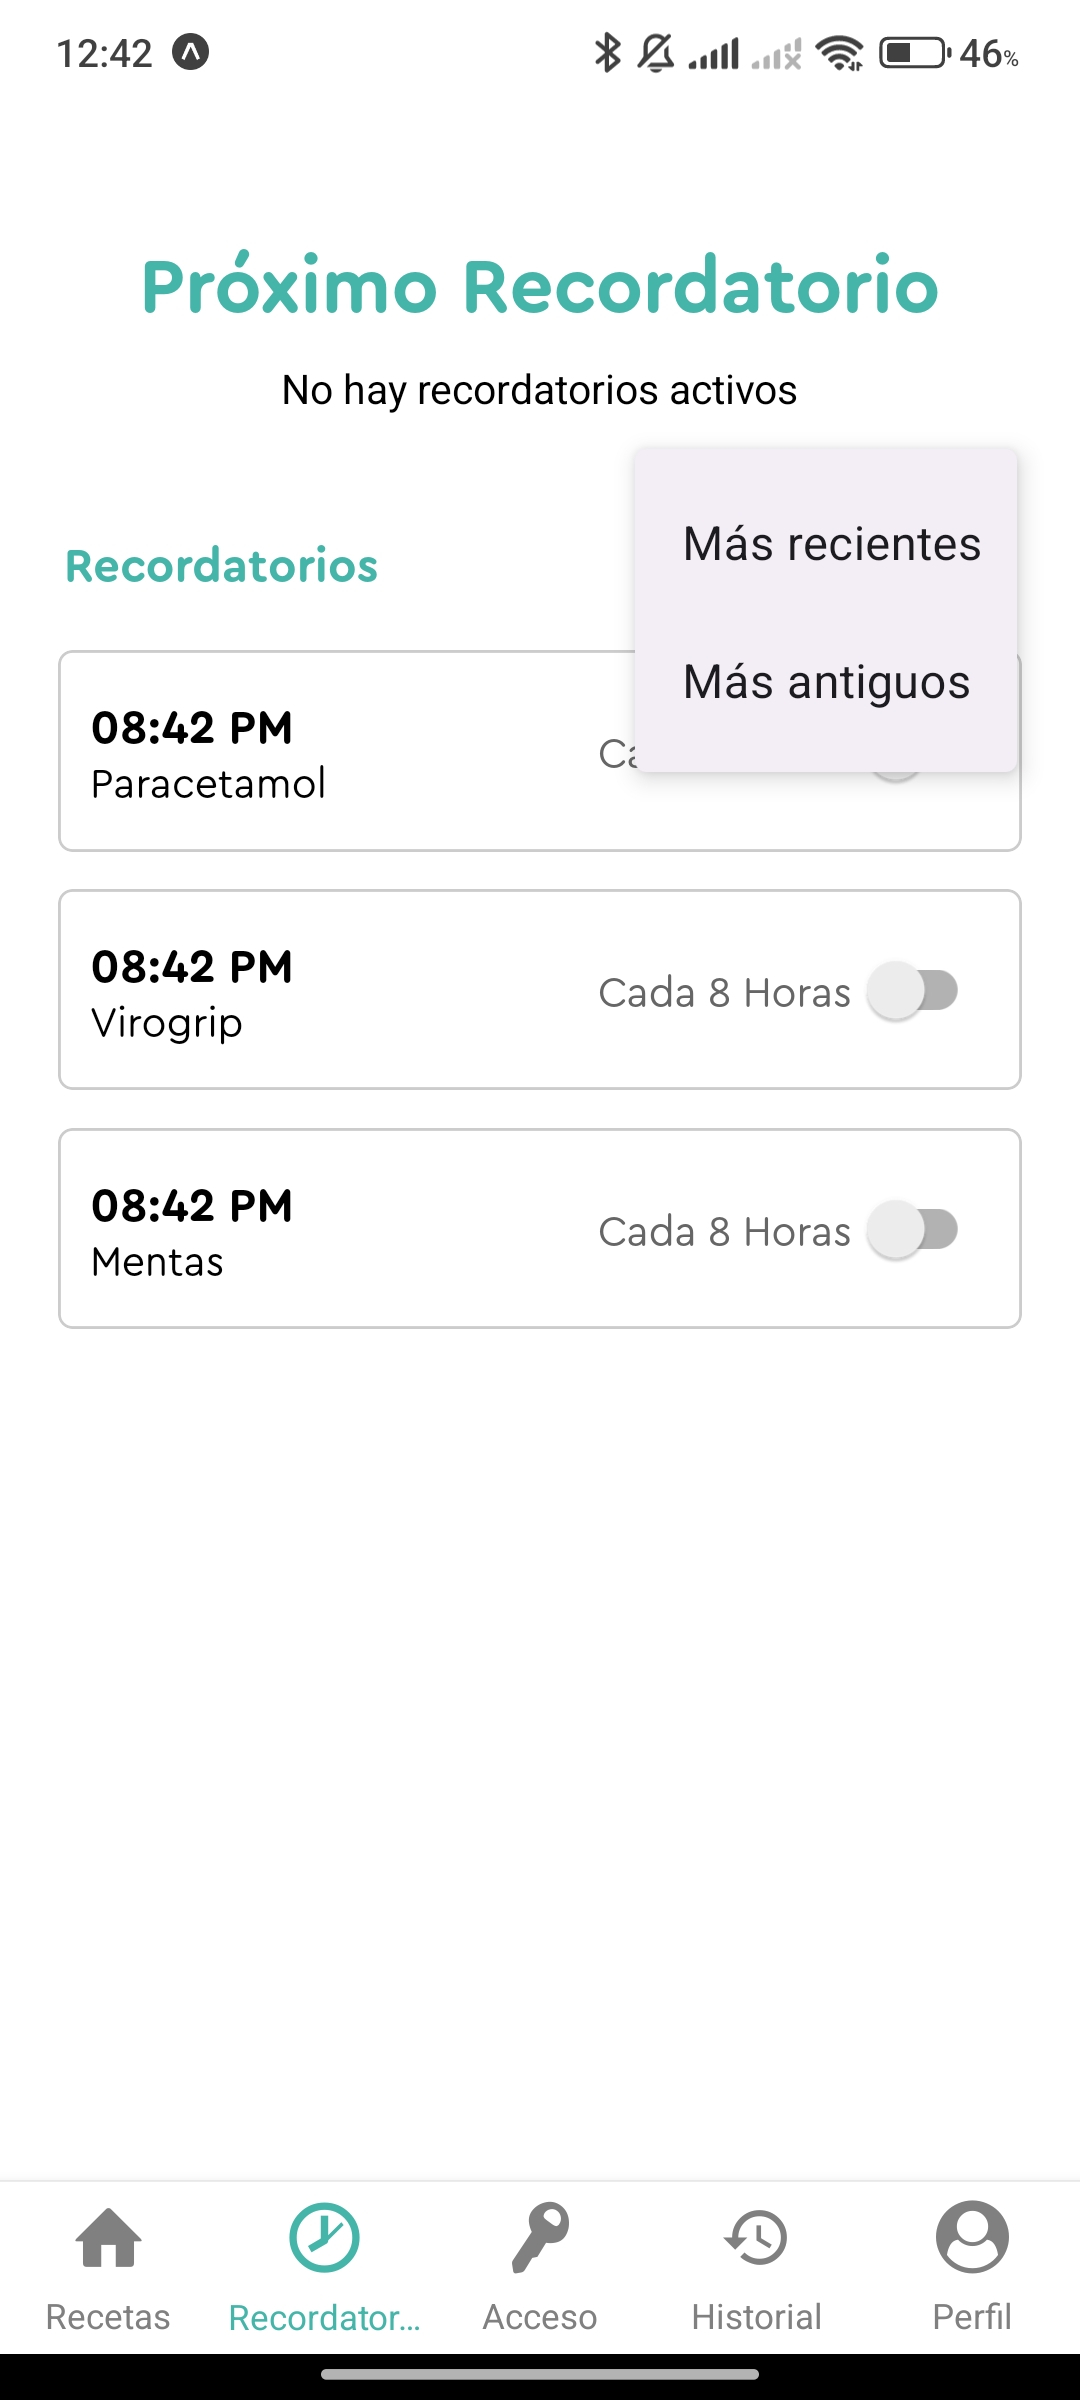 12:42
46%
Próximo Recordatorio
No hay recordatorios activos
Más recientes
Recordatorios
Más antiguos
08:42 PM
Paracetamol
08:42 PM
Cada 8 Horas
Virogrip
08:42 PM
Cada 8 Horas
Mentas
Recetas
Recordator...
Acceso
Historial
Perfil